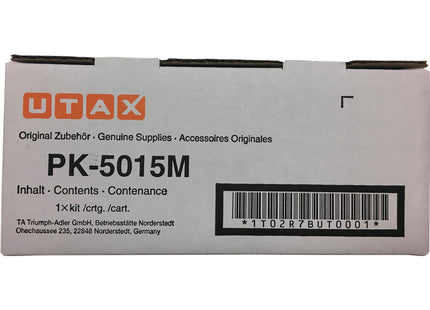 UTAX
Original Zubehör · Genuine Supplies · Accessoires Originales
PK-5015M
Inhalt · Contents · Contenance
1×kit /crtg. /cart.
TA Triumph-Adler GmbH, Betriebsstätte Norderstedt
Ohechaussee 235, 22848 Norderstedt, Germany
*1T02R7BUT0001*